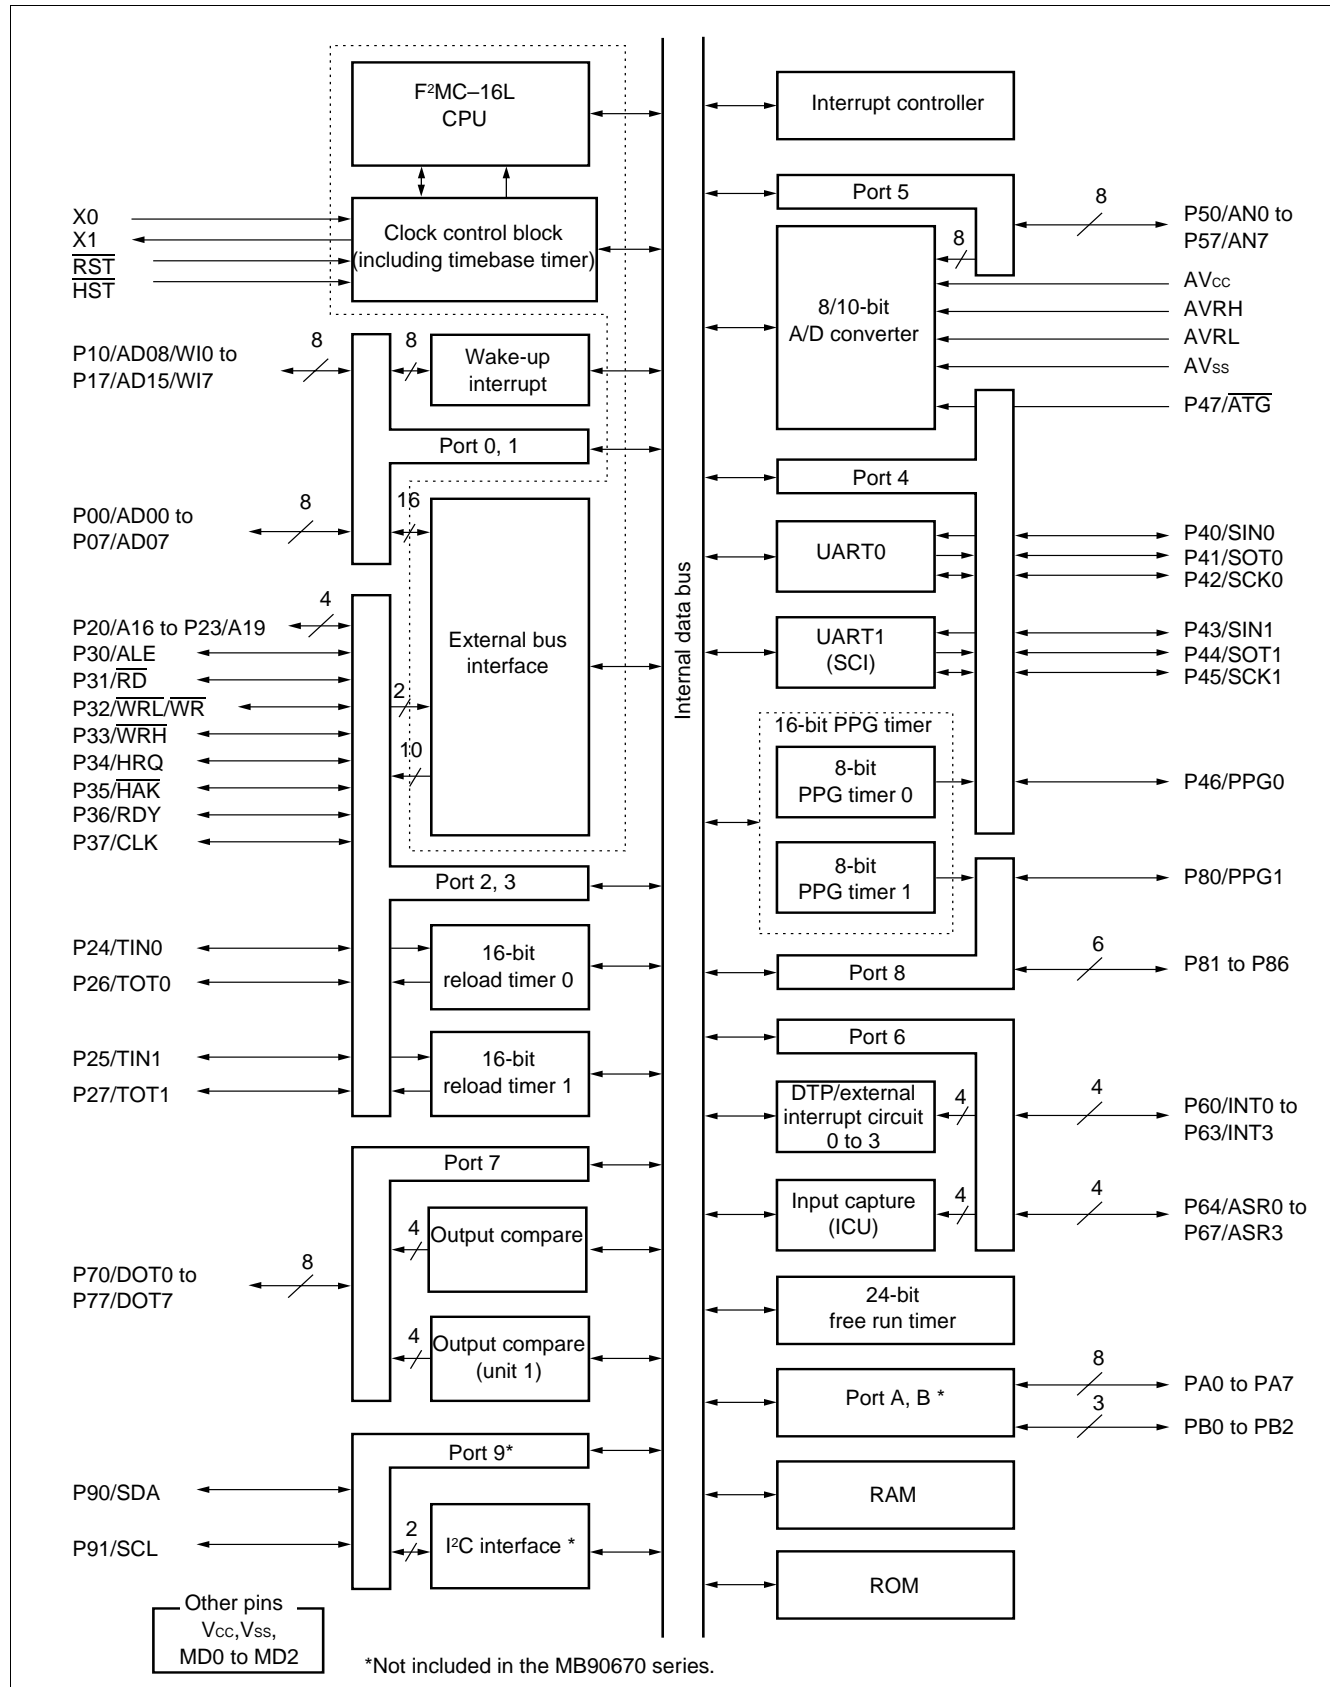 F²MC–16L
CPU
X0
X1
RST
HST
Clock control block
(including timebase timer)
P10/AD08/WI0 to
P17/AD15/WI7
8
8
Wake-up
interrupt
Port 0, 1
P00/AD00 to
P07/AD07
8
16
External bus
interface
4
P20/A16 to P23/A19
P30/ALE
P31/RD
P32/WRL/WR
P33/WRH
P34/HRQ
P35/HAK
P36/RDY
P37/CLK
2
10
Port 2, 3
P24/TIN0
P26/TOT0
16-bit
reload timer 0
P25/TIN1
P27/TOT1
16-bit
reload timer 1
Port 7
4
Output compare
P70/DOT0 to
P77/DOT7
8
4
Output compare
(unit 1)
Port 9*
P90/SDA
P91/SCL
2
I²C interface *
Other pins
Vcc,Vss,
MD0 to MD2
*Not included in the MB90670 series.
Internal data bus
Interrupt controller
Port 5
8
P50/AN0 to
P57/AN7
8
8/10-bit
A/D converter
AVcc
AVRH
AVRL
AVss
P47/ATG
Port 4
UART0
P40/SIN0
P41/SOT0
P42/SCK0
UART1
(SCI)
P43/SIN1
P44/SOT1
P45/SCK1
16-bit PPG timer
8-bit
PPG timer 0
P46/PPG0
8-bit
PPG timer 1
P80/PPG1
6
P81 to P86
Port 8
Port 6
DTP/external
interrupt circuit
0 to 3
4
4
P60/INT0 to
P63/INT3
Input capture
(ICU)
4
4
P64/ASR0 to
P67/ASR3
24-bit
free run timer
Port A, B *
8
PA0 to PA7
3
PB0 to PB2
RAM
ROM